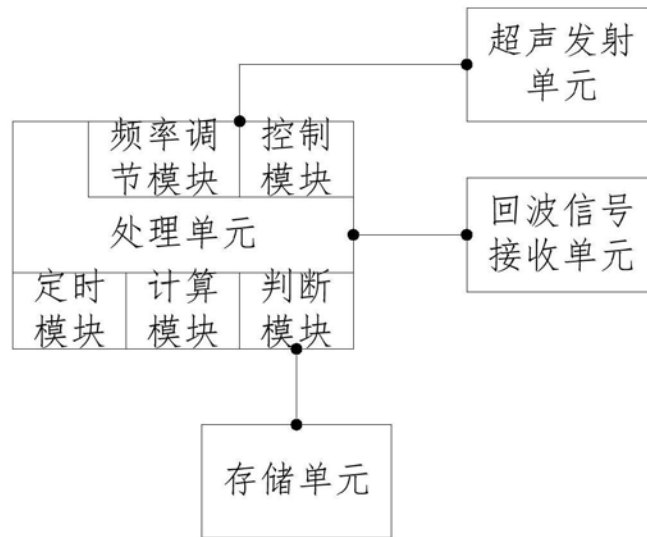 超声发射
单元
频率调
节模块
控制
模块
处理单元
回波信号
接收单元
定时
模块
计算
模块
判断
模块
存储单元